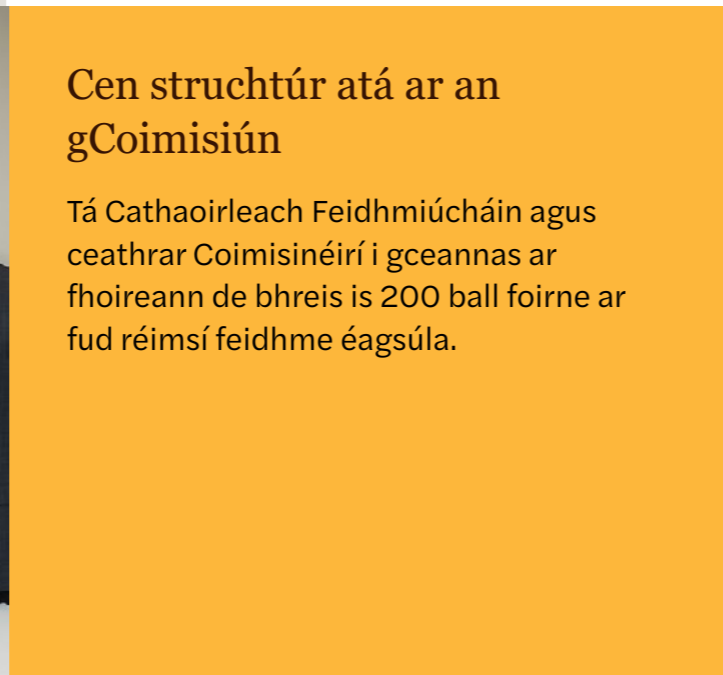 Cen struchtúr atá ar an
gCoimisiún
Tá Cathaoirleach Feidhmiúcháin agus
ceathrar Coimisinéirí i gceannas ar
fhoireann de bhreis is 200 ball foirne ar
fud réimsí feidhme éagsúla.